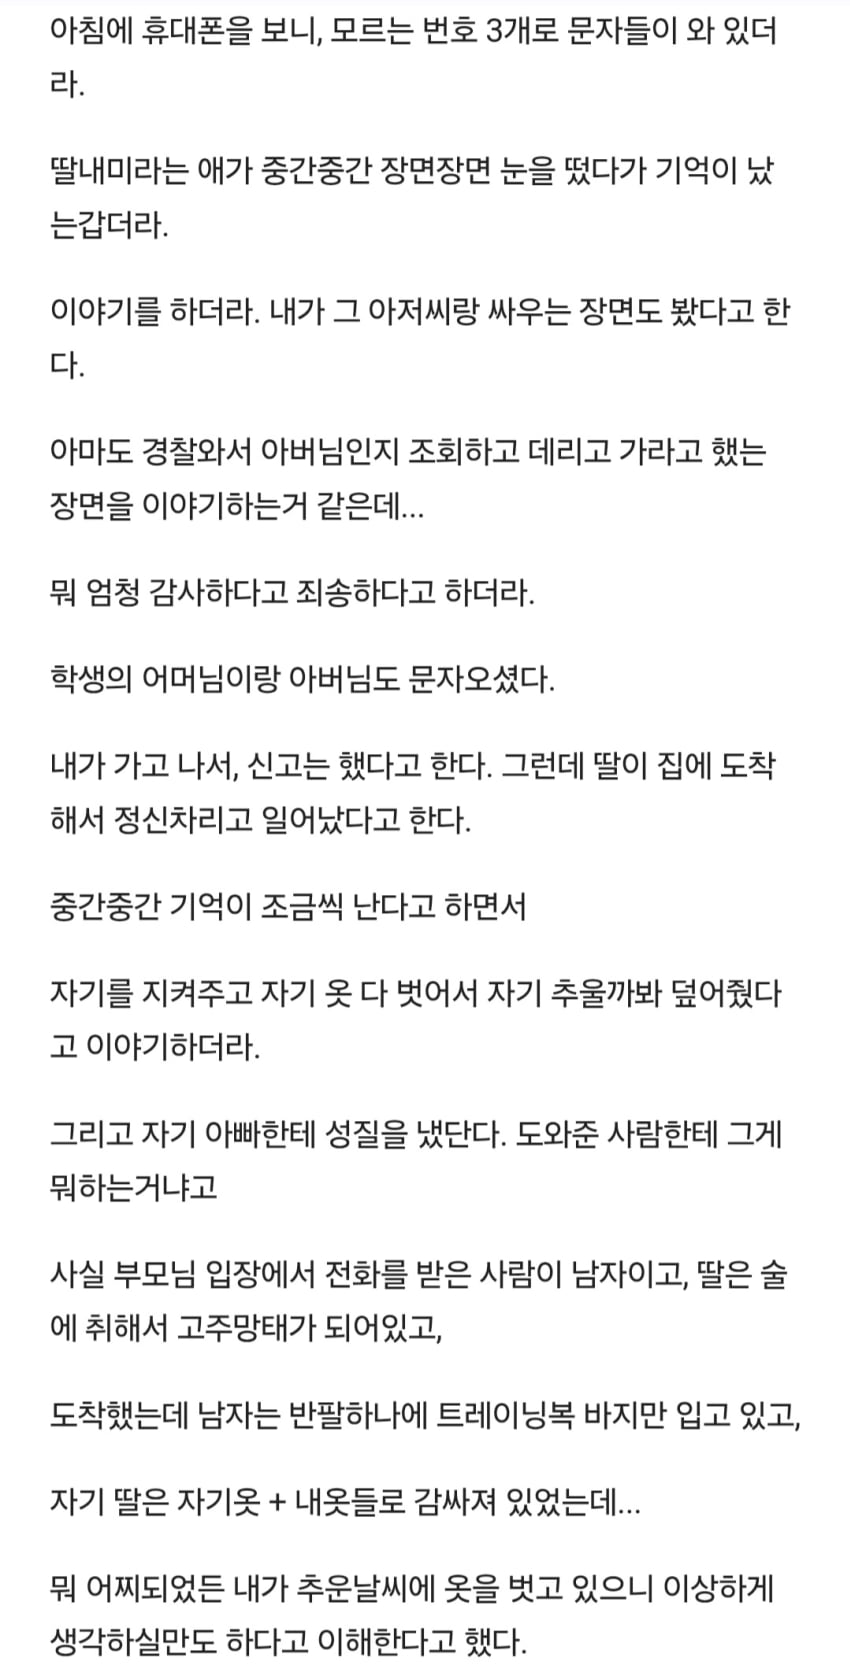 아침에 휴대폰을 보니, 모르는 번호 3개로 문자들이 와 있더
라.
딸내미라는 애가 중간중간 장면장면 눈을 떴다가 기억이 났
는갑더라.
이야기를 하더라. 내가 그 아저씨랑 싸우는 장면도 봤다고 한
다.
아마도 경찰와서 아버님인지 조회하고 데리고 가라고 했는
장면을 이야기하는거 같은데...
뭐 엄청 감사하다고 죄송하다고 하더라.
학생의 어머님이랑 아버님도 문자오셨다.
내가 가고 나서, 신고는 했다고 한다. 그런데 딸이 집에 도착
해서 정신차리고 일어났다고 한다.
중간중간 기억이 조금씩 난다고 하면서
자기를 지켜주고 자기 옷 다 벗어서 자기 추울까봐 덮어줬다
고 이야기하더라.
그리고 자기 아빠한테 성질을 냈단다. 도와준 사람한테 그게
뭐하는거냐고
사실 부모님 입장에서 전화를 받은 사람이 남자이고, 딸은 술
에 취해서 고주망태가 되어있고,
도착했는데 남자는 반팔하나에 트레이닝복 바지만 입고 있고,
자기 딸은 자기옷 + 내옷들로 감싸져 있었는데...
뭐 어찌되었든 내가 추운날씨에 옷을 벗고 있으니 이상하게
생각하실만도 하다고 이해한다고 했다.